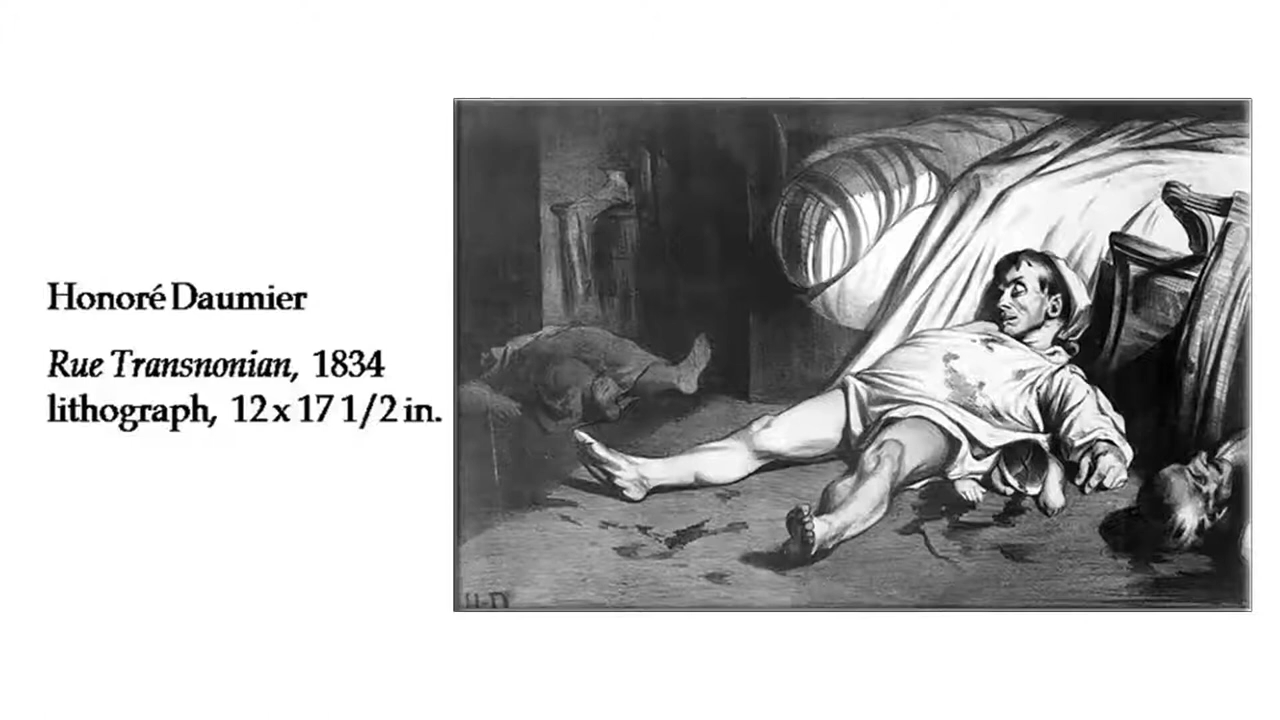 Honoré Daumier
Rue Transnonian, 1834
lithograph, 12 x 17 1/2 in.
H-D